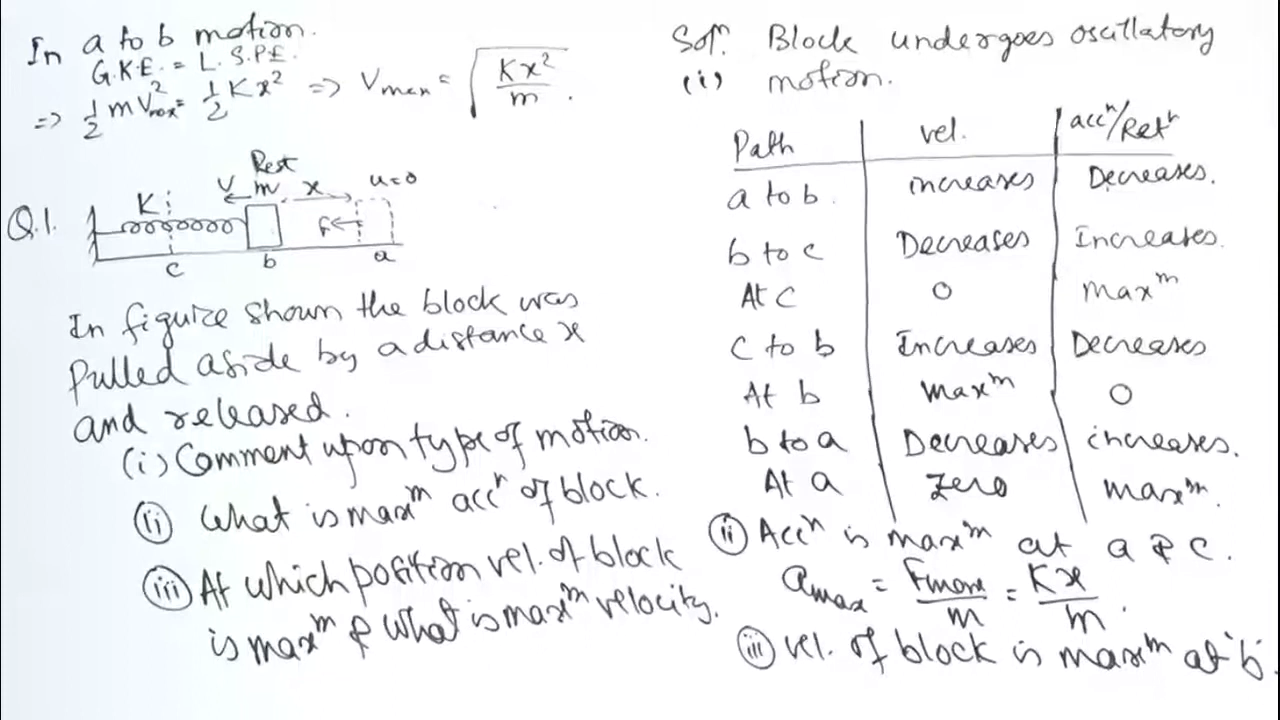 In a to b motion.
G.K.E. = L.S.P.E.
=> 1/2 m Vmax² = 1/2 Kx² => Vmax = √(Kx²/m).
Rest
K V m x u=0
Q.1. F
c b a
In figure shown the block was
pulled aside by a distance x
and released.
(i) Comment upon type of motion.
(ii) What is maxᵐ accⁿ of block.
(iii) At which position vel. of block
is maxᵐ & what is maxᵐ velocity.
Solⁿ. Block undergoes oscillatory
(i) motion.
Path vel. accⁿ/Retⁿ
a to b. increases Decreases.
b to c Decreases Increases.
At c 0 maxᵐ
c to b Increases Decreases
At b maxᵐ 0
b to a Decreases increases.
At a zero maxᵐ.
(ii) Accⁿ is maxᵐ at a & c.
amax = Fmax/m = Kx/m.
(iii) vel. of block is maxᵐ at 'b'.